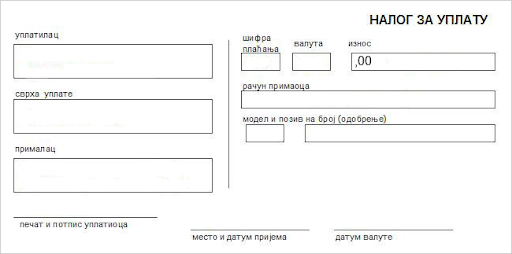 НАЛОГ ЗА УПЛАТУ
уплатилац
сврха уплате
прималац
печат и потпис уплатиоца
шифра плаћања
валута
износ
,00
рачун примаоца
модел и позив на број (одобрење)
место и датум пријема
датум валуте